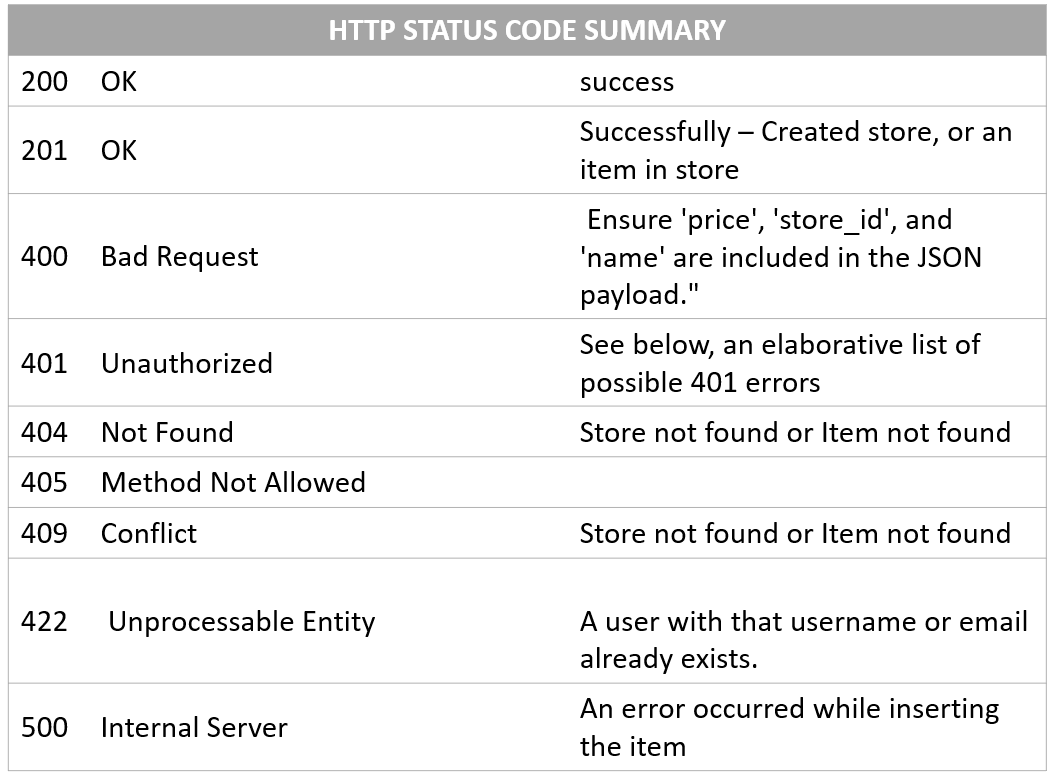 HTTP STATUS CODE SUMMARY
200 OK success
201 OK Successfully – Created store, or an
item in store
400 Bad Request Ensure 'price', 'store_id', and
'name' are included in the JSON
payload."
401 Unauthorized See below, an elaborative list of
possible 401 errors
404 Not Found Store not found or Item not found
405 Method Not Allowed
409 Conflict Store not found or Item not found
422 Unprocessable Entity A user with that username or email
already exists.
500 Internal Server An error occurred while inserting
the item